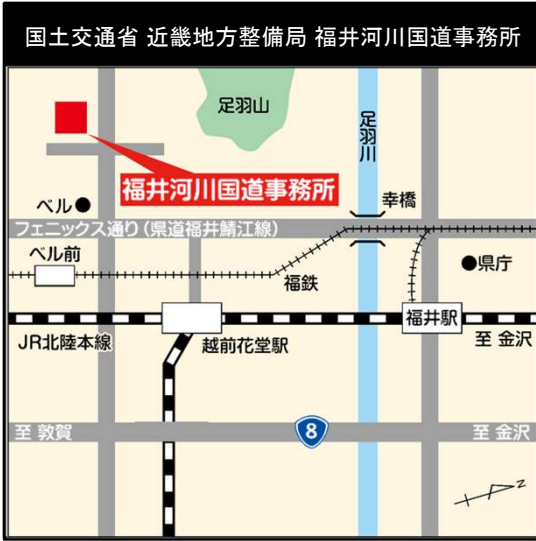 国土交通省 近畿地方整備局 福井河川国道事務所
足羽山
足羽川
福井河川国道事務所
ベル
幸橋
フェニックス通り(県道福井鯖江線)
ベル前
県庁
福鉄
福井駅
JR北陸本線
越前花堂駅
至 金沢
至 敦賀
8
至 金沢
N